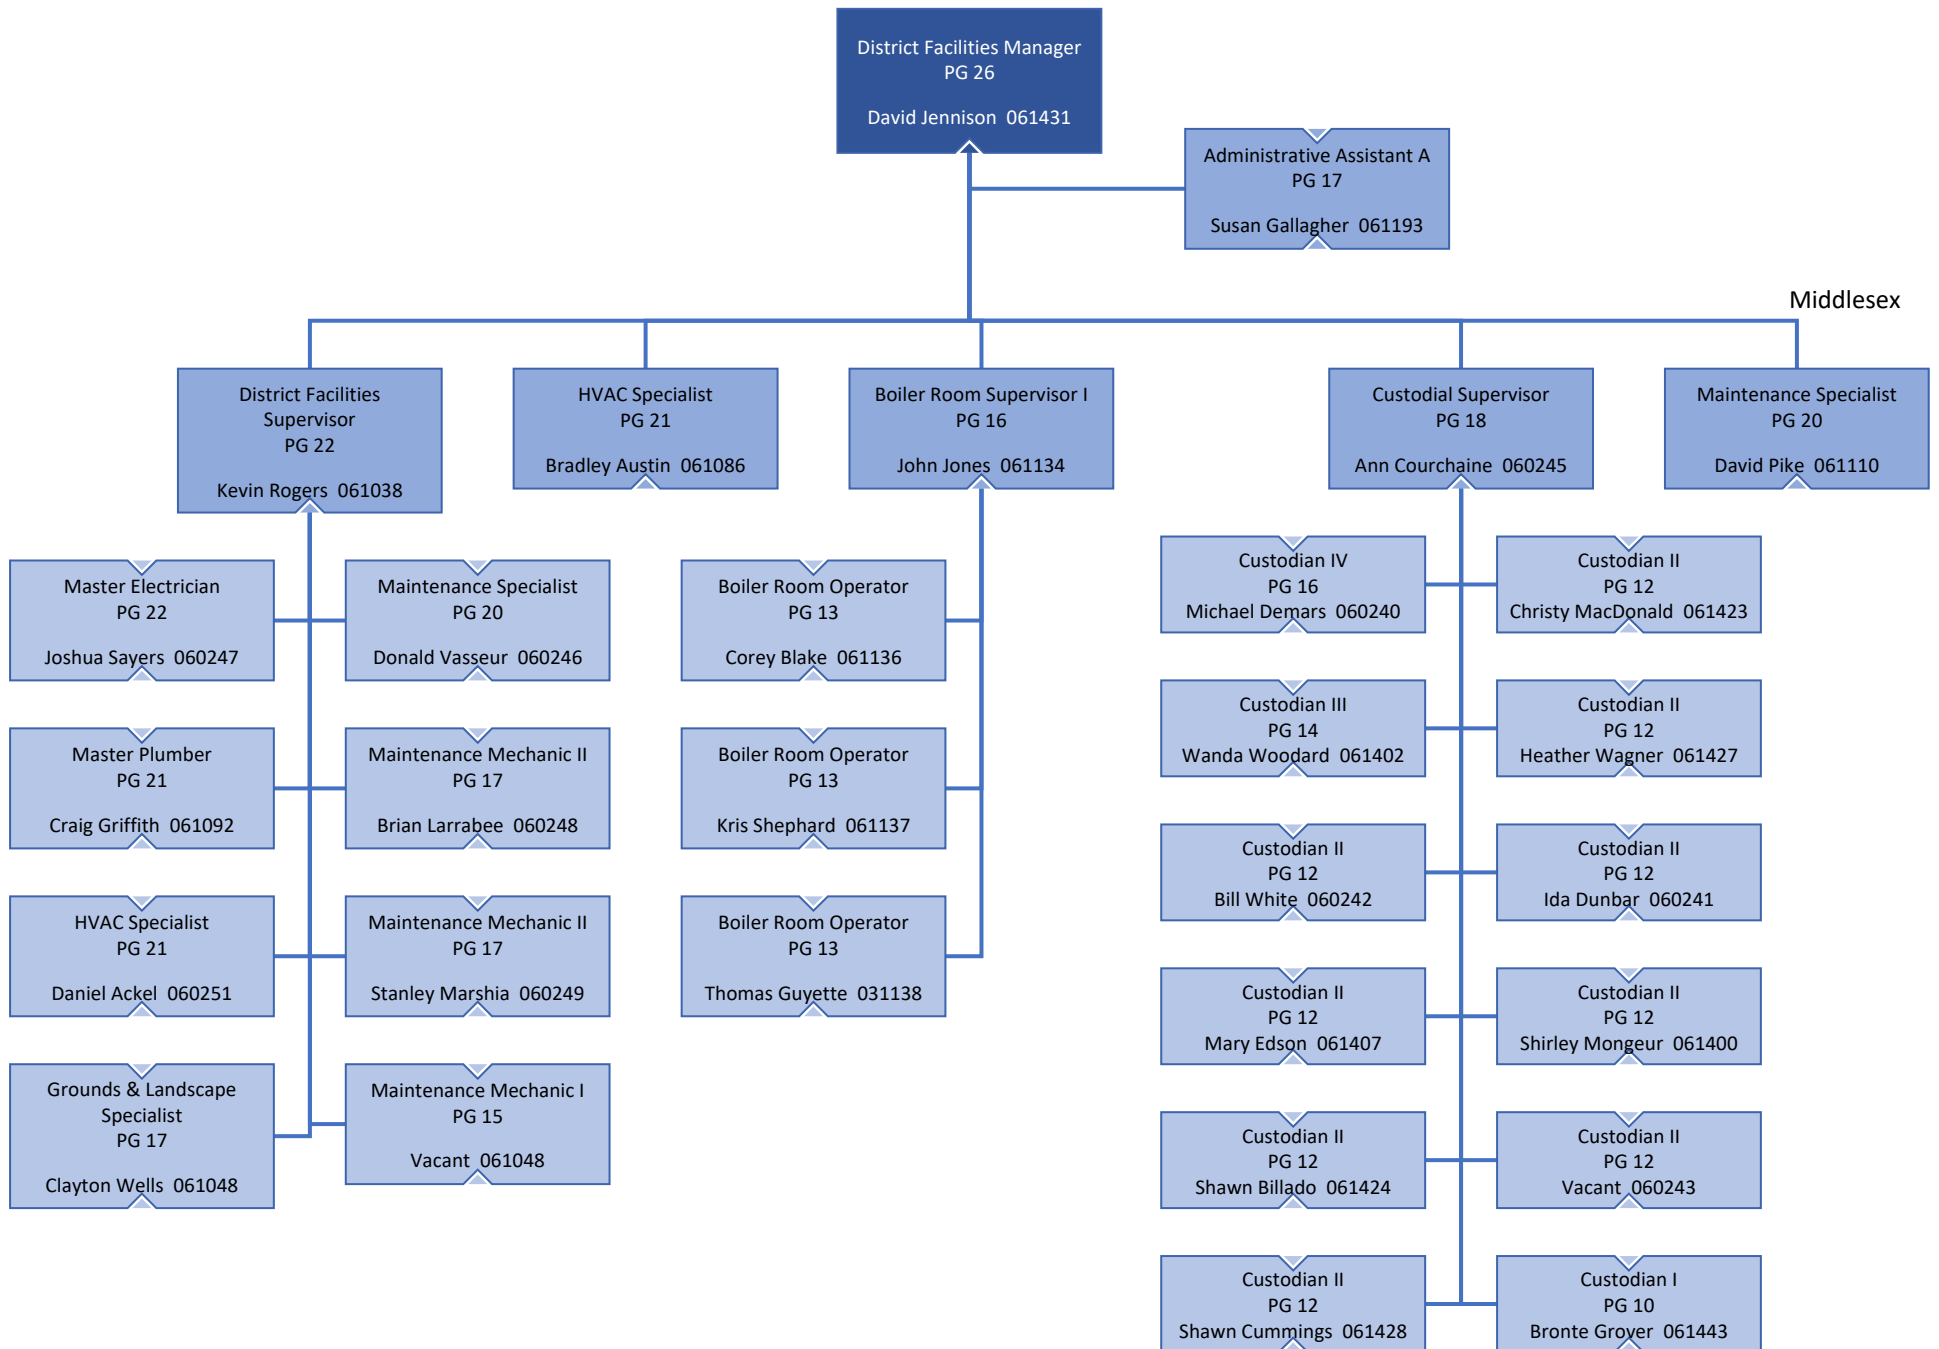 District Facilities Manager
PG 26
David Jennison 061431
Administrative Assistant A
PG 17
Susan Gallagher 061193
Middlesex
District Facilities
Supervisor
PG 22
Kevin Rogers 061038
HVAC Specialist
PG 21
Bradley Austin 061086
Boiler Room Supervisor I
PG 16
John Jones 061134
Custodial Supervisor
PG 18
Ann Courchaine 060245
Maintenance Specialist
PG 20
David Pike 061110
Master Electrician
PG 22
Joshua Sayers 060247
Maintenance Specialist
PG 20
Donald Vasseur 060246
Master Plumber
PG 21
Craig Griffith 061092
Maintenance Mechanic II
PG 17
Brian Larrabee 060248
HVAC Specialist
PG 21
Daniel Ackel 060251
Maintenance Mechanic II
PG 17
Stanley Marshia 060249
Grounds & Landscape
Specialist
PG 17
Clayton Wells 061048
Maintenance Mechanic I
PG 15
Vacant 061048
Boiler Room Operator
PG 13
Corey Blake 061136
Boiler Room Operator
PG 13
Kris Shephard 061137
Boiler Room Operator
PG 13
Thomas Guyette 031138
Custodian IV
PG 16
Michael Demars 060240
Custodian II
PG 12
Christy MacDonald 061423
Custodian III
PG 14
Wanda Woodard 061402
Custodian II
PG 12
Heather Wagner 061427
Custodian II
PG 12
Bill White 060242
Custodian II
PG 12
Ida Dunbar 060241
Custodian II
PG 12
Mary Edson 061407
Custodian II
PG 12
Shirley Mongeur 061400
Custodian II
PG 12
Shawn Billado 061424
Custodian II
PG 12
Vacant 060243
Custodian II
PG 12
Shawn Cummings 061428
Custodian I
PG 10
Bronte Grover 061443